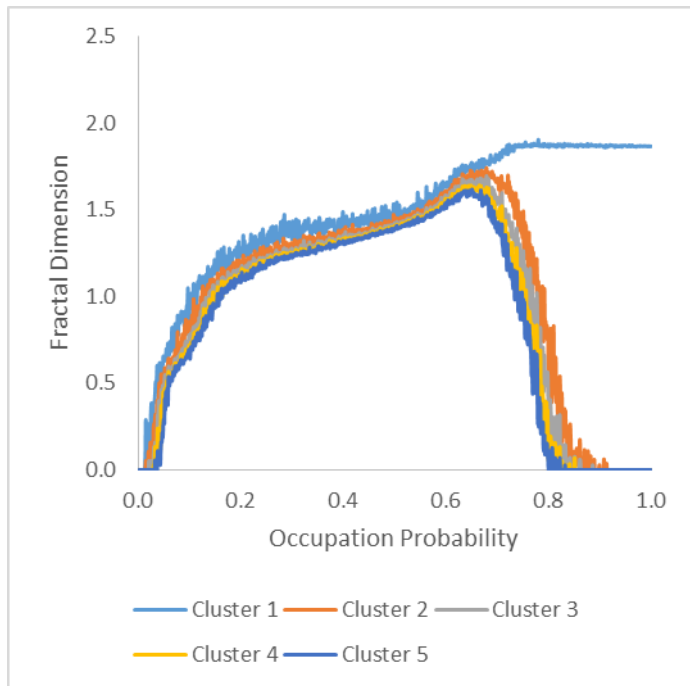 2.5
2.0
1.5
1.0
0.5
0.0
Fractal Dimension
0.0 0.2 0.4 0.6 0.8 1.0
Occupation Probability
Cluster 1 Cluster 2 Cluster 3
Cluster 4 Cluster 5